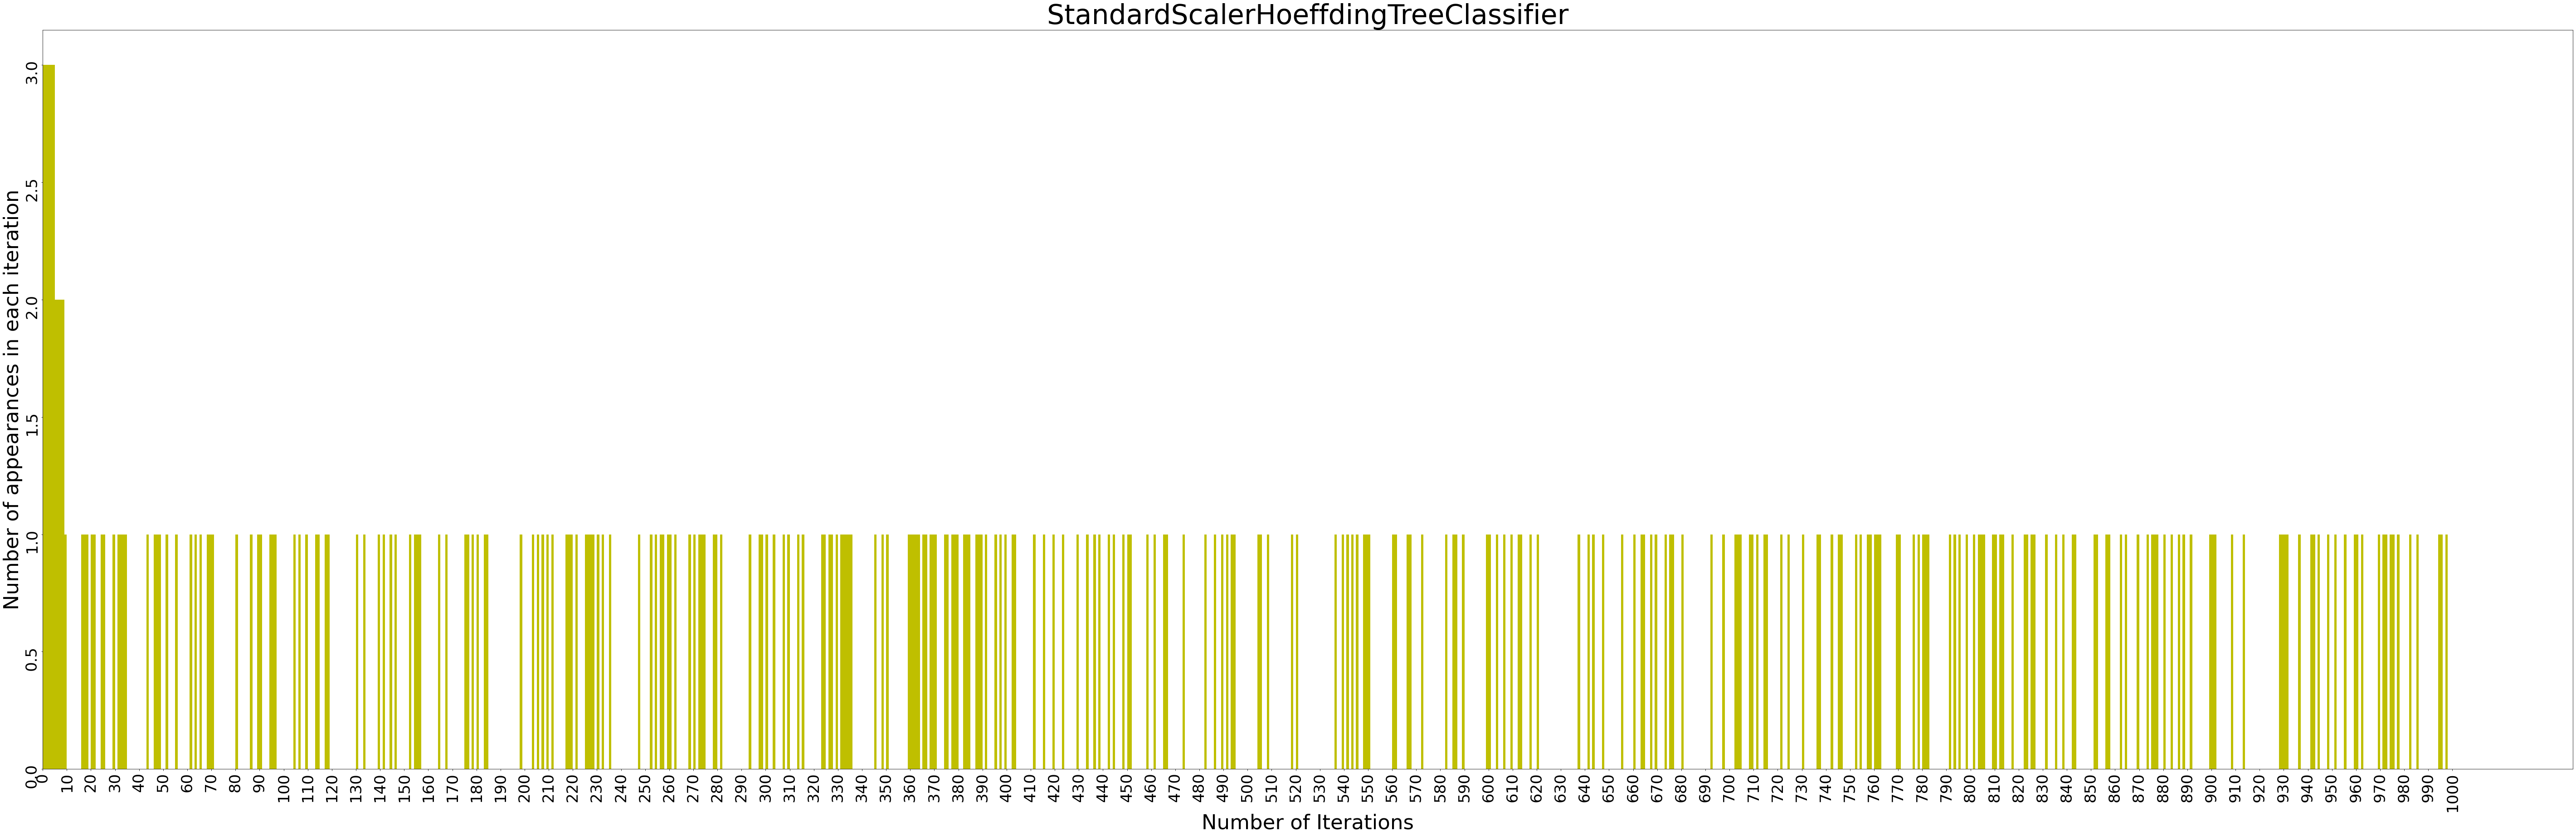 StandardScalerHoeffdingTreeClassifier
Number of appearances in each iteration
3.0
2.5
2.0
1.5
1.0
0.5
0.0
0 10 20 30 40 50 60 70 80 90 100 110 120 130 140 150 160 170 180 190 200 210 220 230 240 250 260 270 280 290 300 310 320 330 340 350 360 370 380 390 400 410 420 430 440 450 460 470 480 490 500 510 520 530 540 550 560 570 580 590 600 610 620 630 640 650 660 670 680 690 700 710 720 730 740 750 760 770 780 790 800 810 820 830 840 850 860 870 880 890 900 910 920 930 940 950 960 970 980 990 1000
Number of Iterations